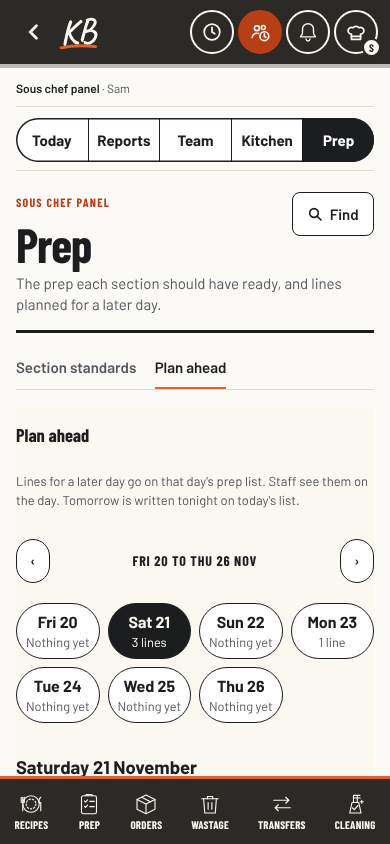 KB
S
Sous chef panel · Sam
Today Reports Team Kitchen Prep
SOUS CHEF PANEL
Find
Prep
The prep each section should have ready, and lines
planned for a later day.
Section standards Plan ahead
Plan ahead
Lines for a later day go on that day's prep list. Staff see them on
the day. Tomorrow is written tonight on today's list.
‹ FRI 20 TO THU 26 NOV ›
Fri 20 Sat 21 Sun 22 Mon 23
Nothing yet 3 lines Nothing yet 1 line
Tue 24 Wed 25 Thu 26
Nothing yet Nothing yet Nothing yet
Saturday 21 November
RECIPES PREP ORDERS WASTAGE TRANSFERS CLEANING